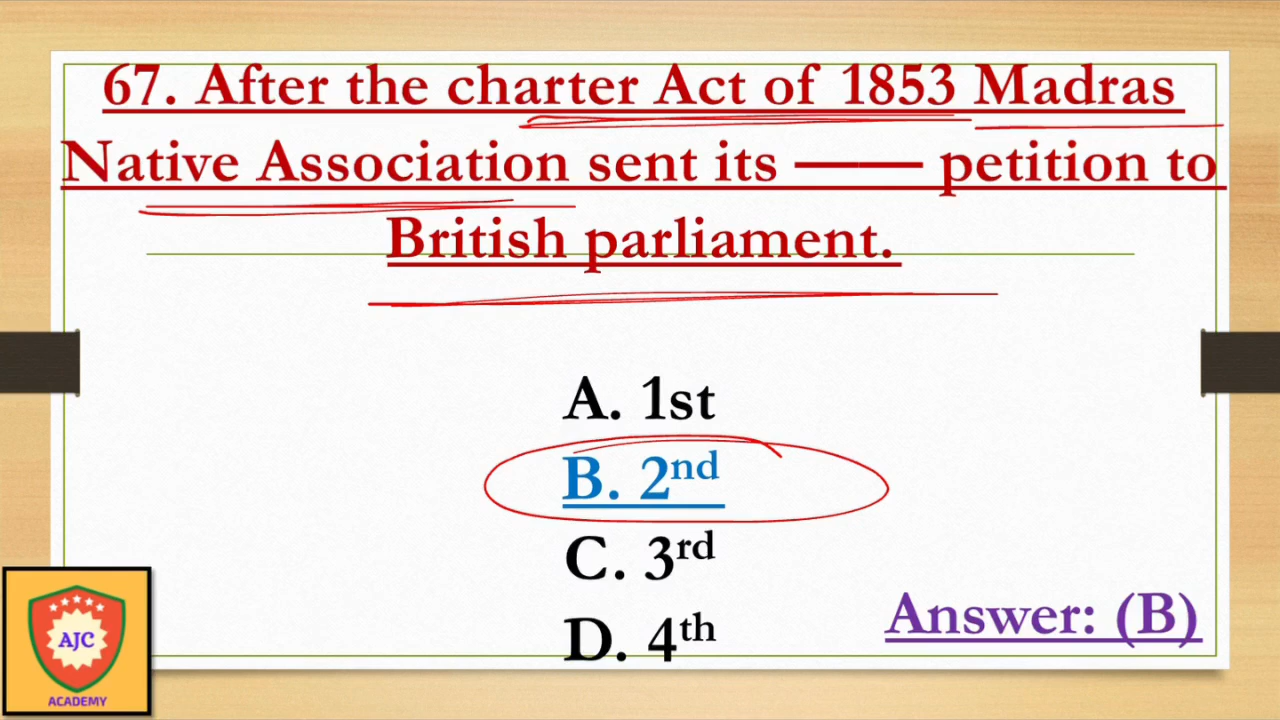 67. After the charter Act of 1853 Madras
Native Association sent its —— petition to
British parliament.
A. 1st
B. 2nd
C. 3rd
D. 4th
Answer: (B)
AJC
ACADEMY